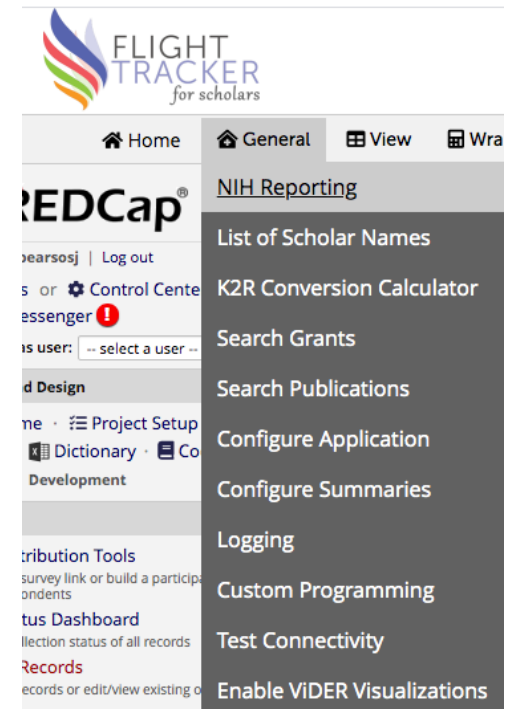 FLIGHT
TRACKER
for scholars
Home General View Wra
NIH Reporting
List of Scholar Names
K2R Conversion Calculator
Search Grants
Search Publications
Configure Application
Configure Summaries
Logging
Custom Programming
Test Connectivity
Enable ViDER Visualizations
REDCap®
pearsosj | Log out
s or Control Cente
essenger !
as user: -- select a user --
d Design
me · Project Setup
Dictionary · Co
Development
tribution Tools
survey link or build a participa
ondents
tus Dashboard
llection status of all records
Records
ecords or edit/view existing o